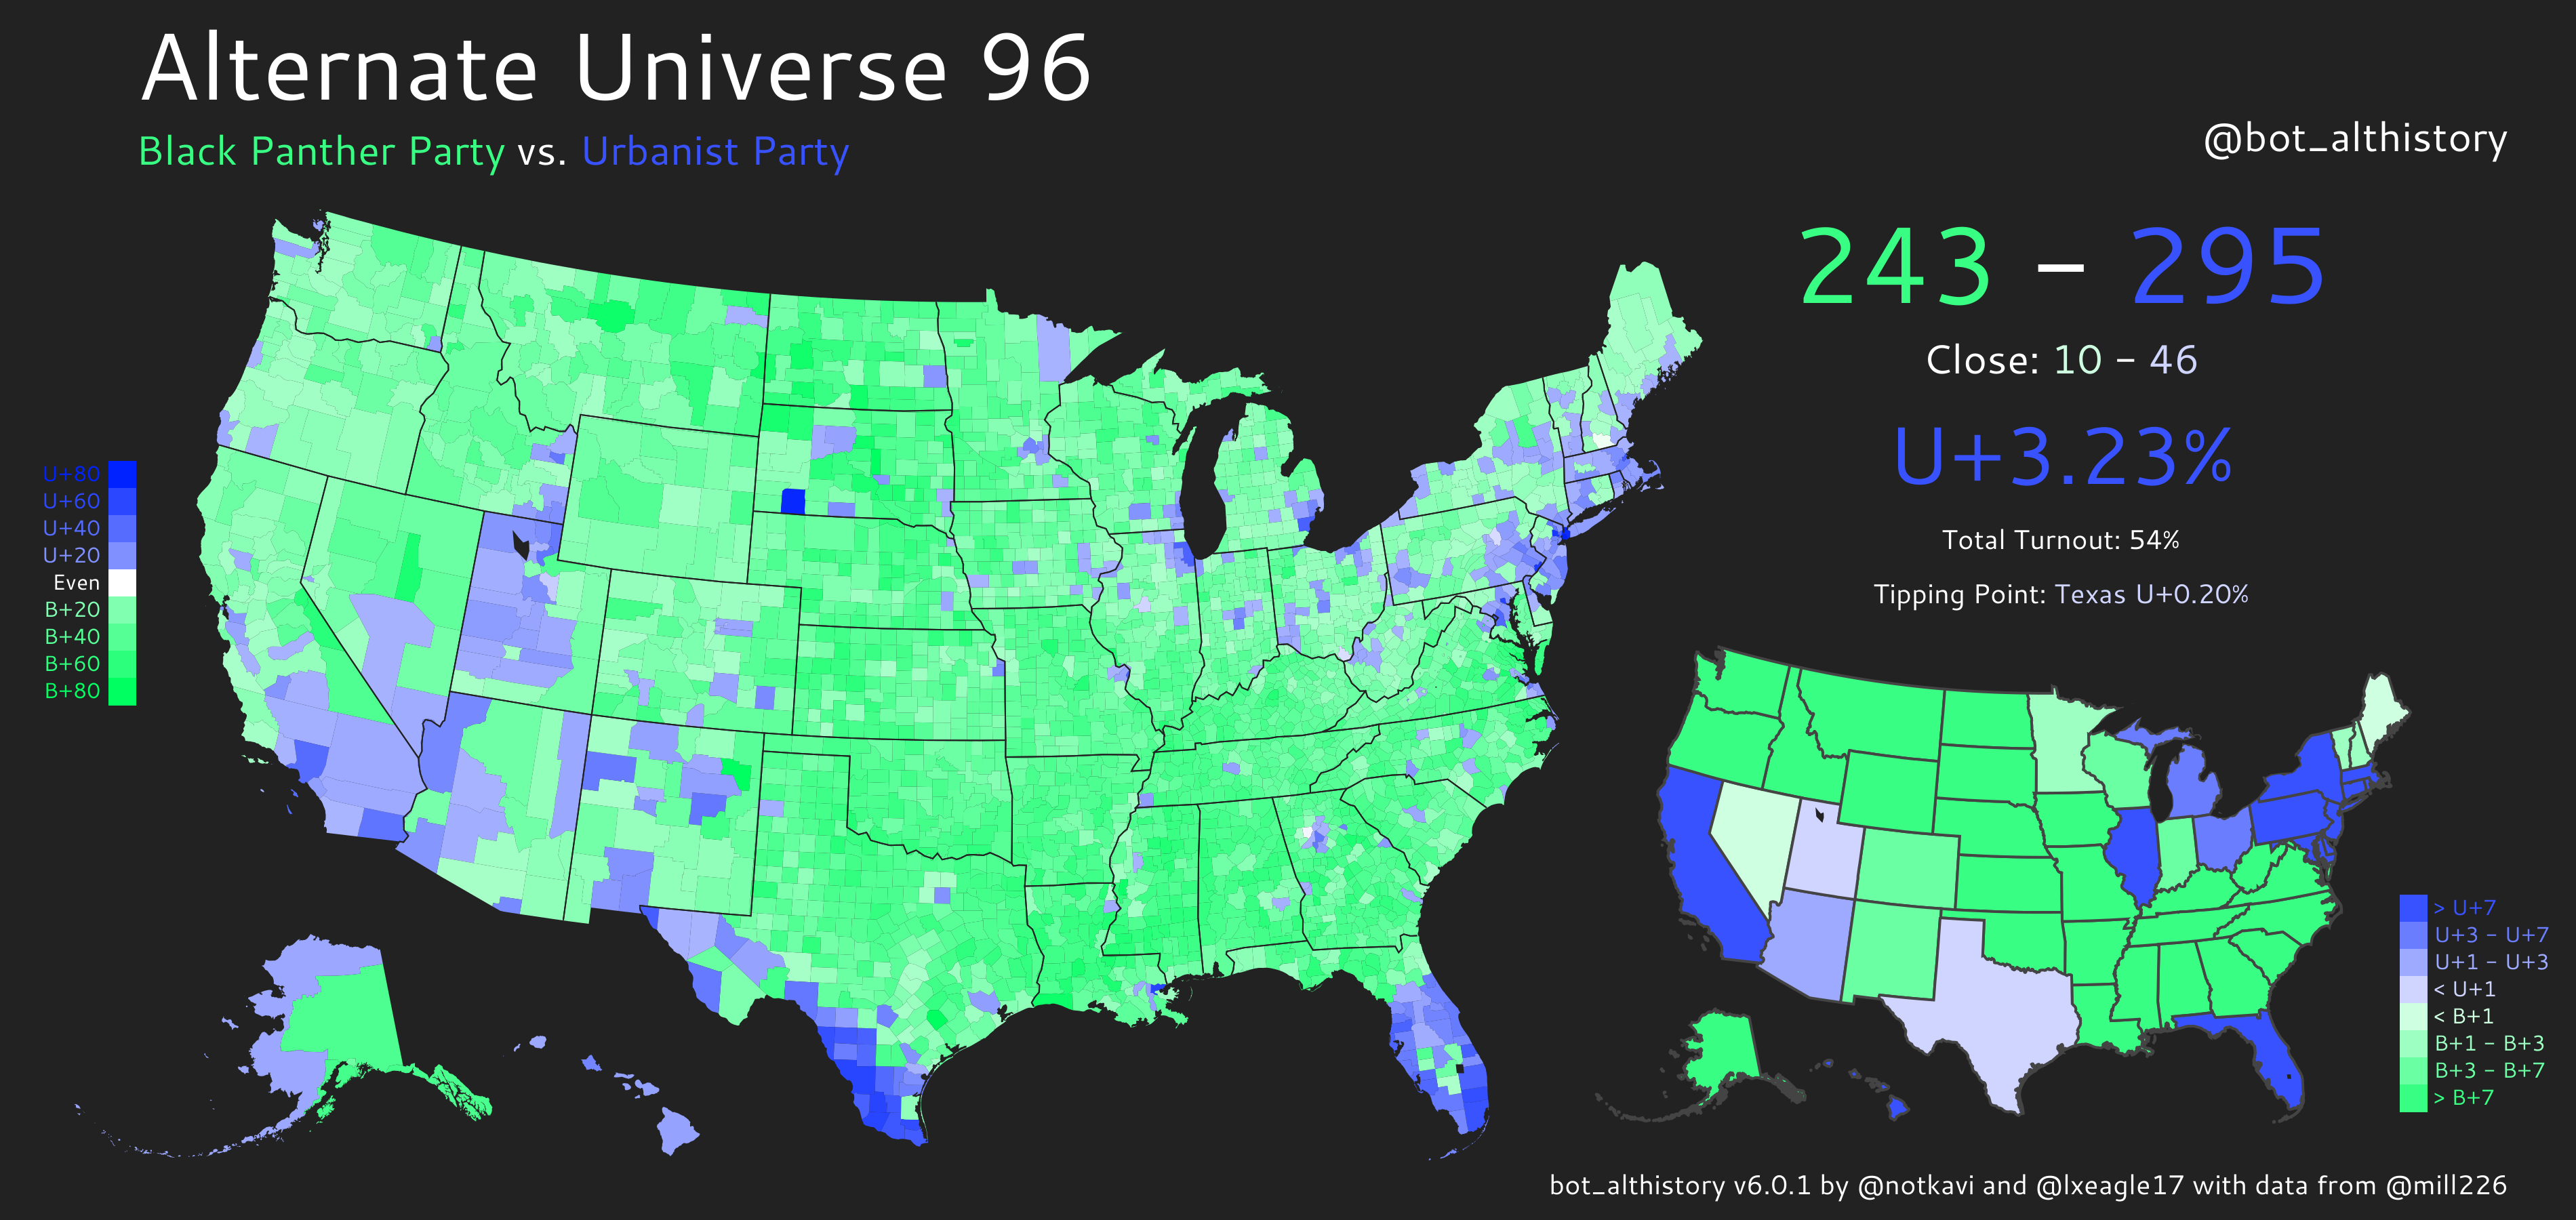 Alternate Universe 96
Black Panther Party vs. Urbanist Party
@bot_althistory
243 – 295
Close: 10 – 46
U+3.23%
Total Turnout: 54%
Tipping Point: Texas U+0.20%
U+80
U+60
U+40
U+20
Even
B+20
B+40
B+60
B+80
> U+7
U+3 – U+7
U+1 – U+3
< U+1
< B+1
B+1 – B+3
B+3 – B+7
> B+7
bot_althistory v6.0.1 by @notkavi and @lxeagle17 with data from @mill226